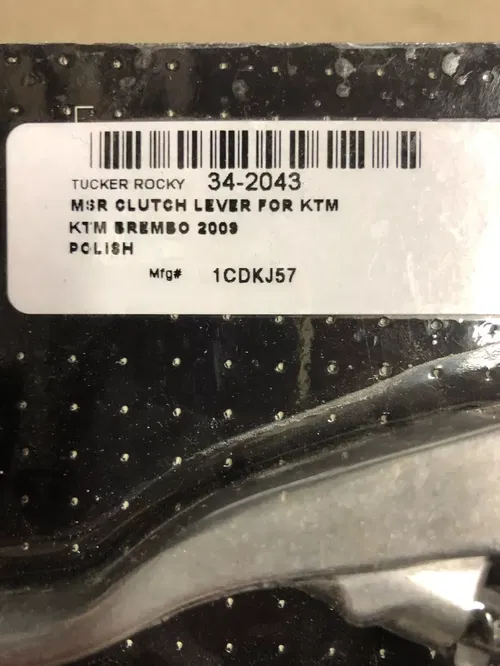 TUCKER ROCKY 34-2043
MSR CLUTCH LEVER FOR KTM
KTM BREMBO 2009
POLISH
Mfg# 1CDKJ57